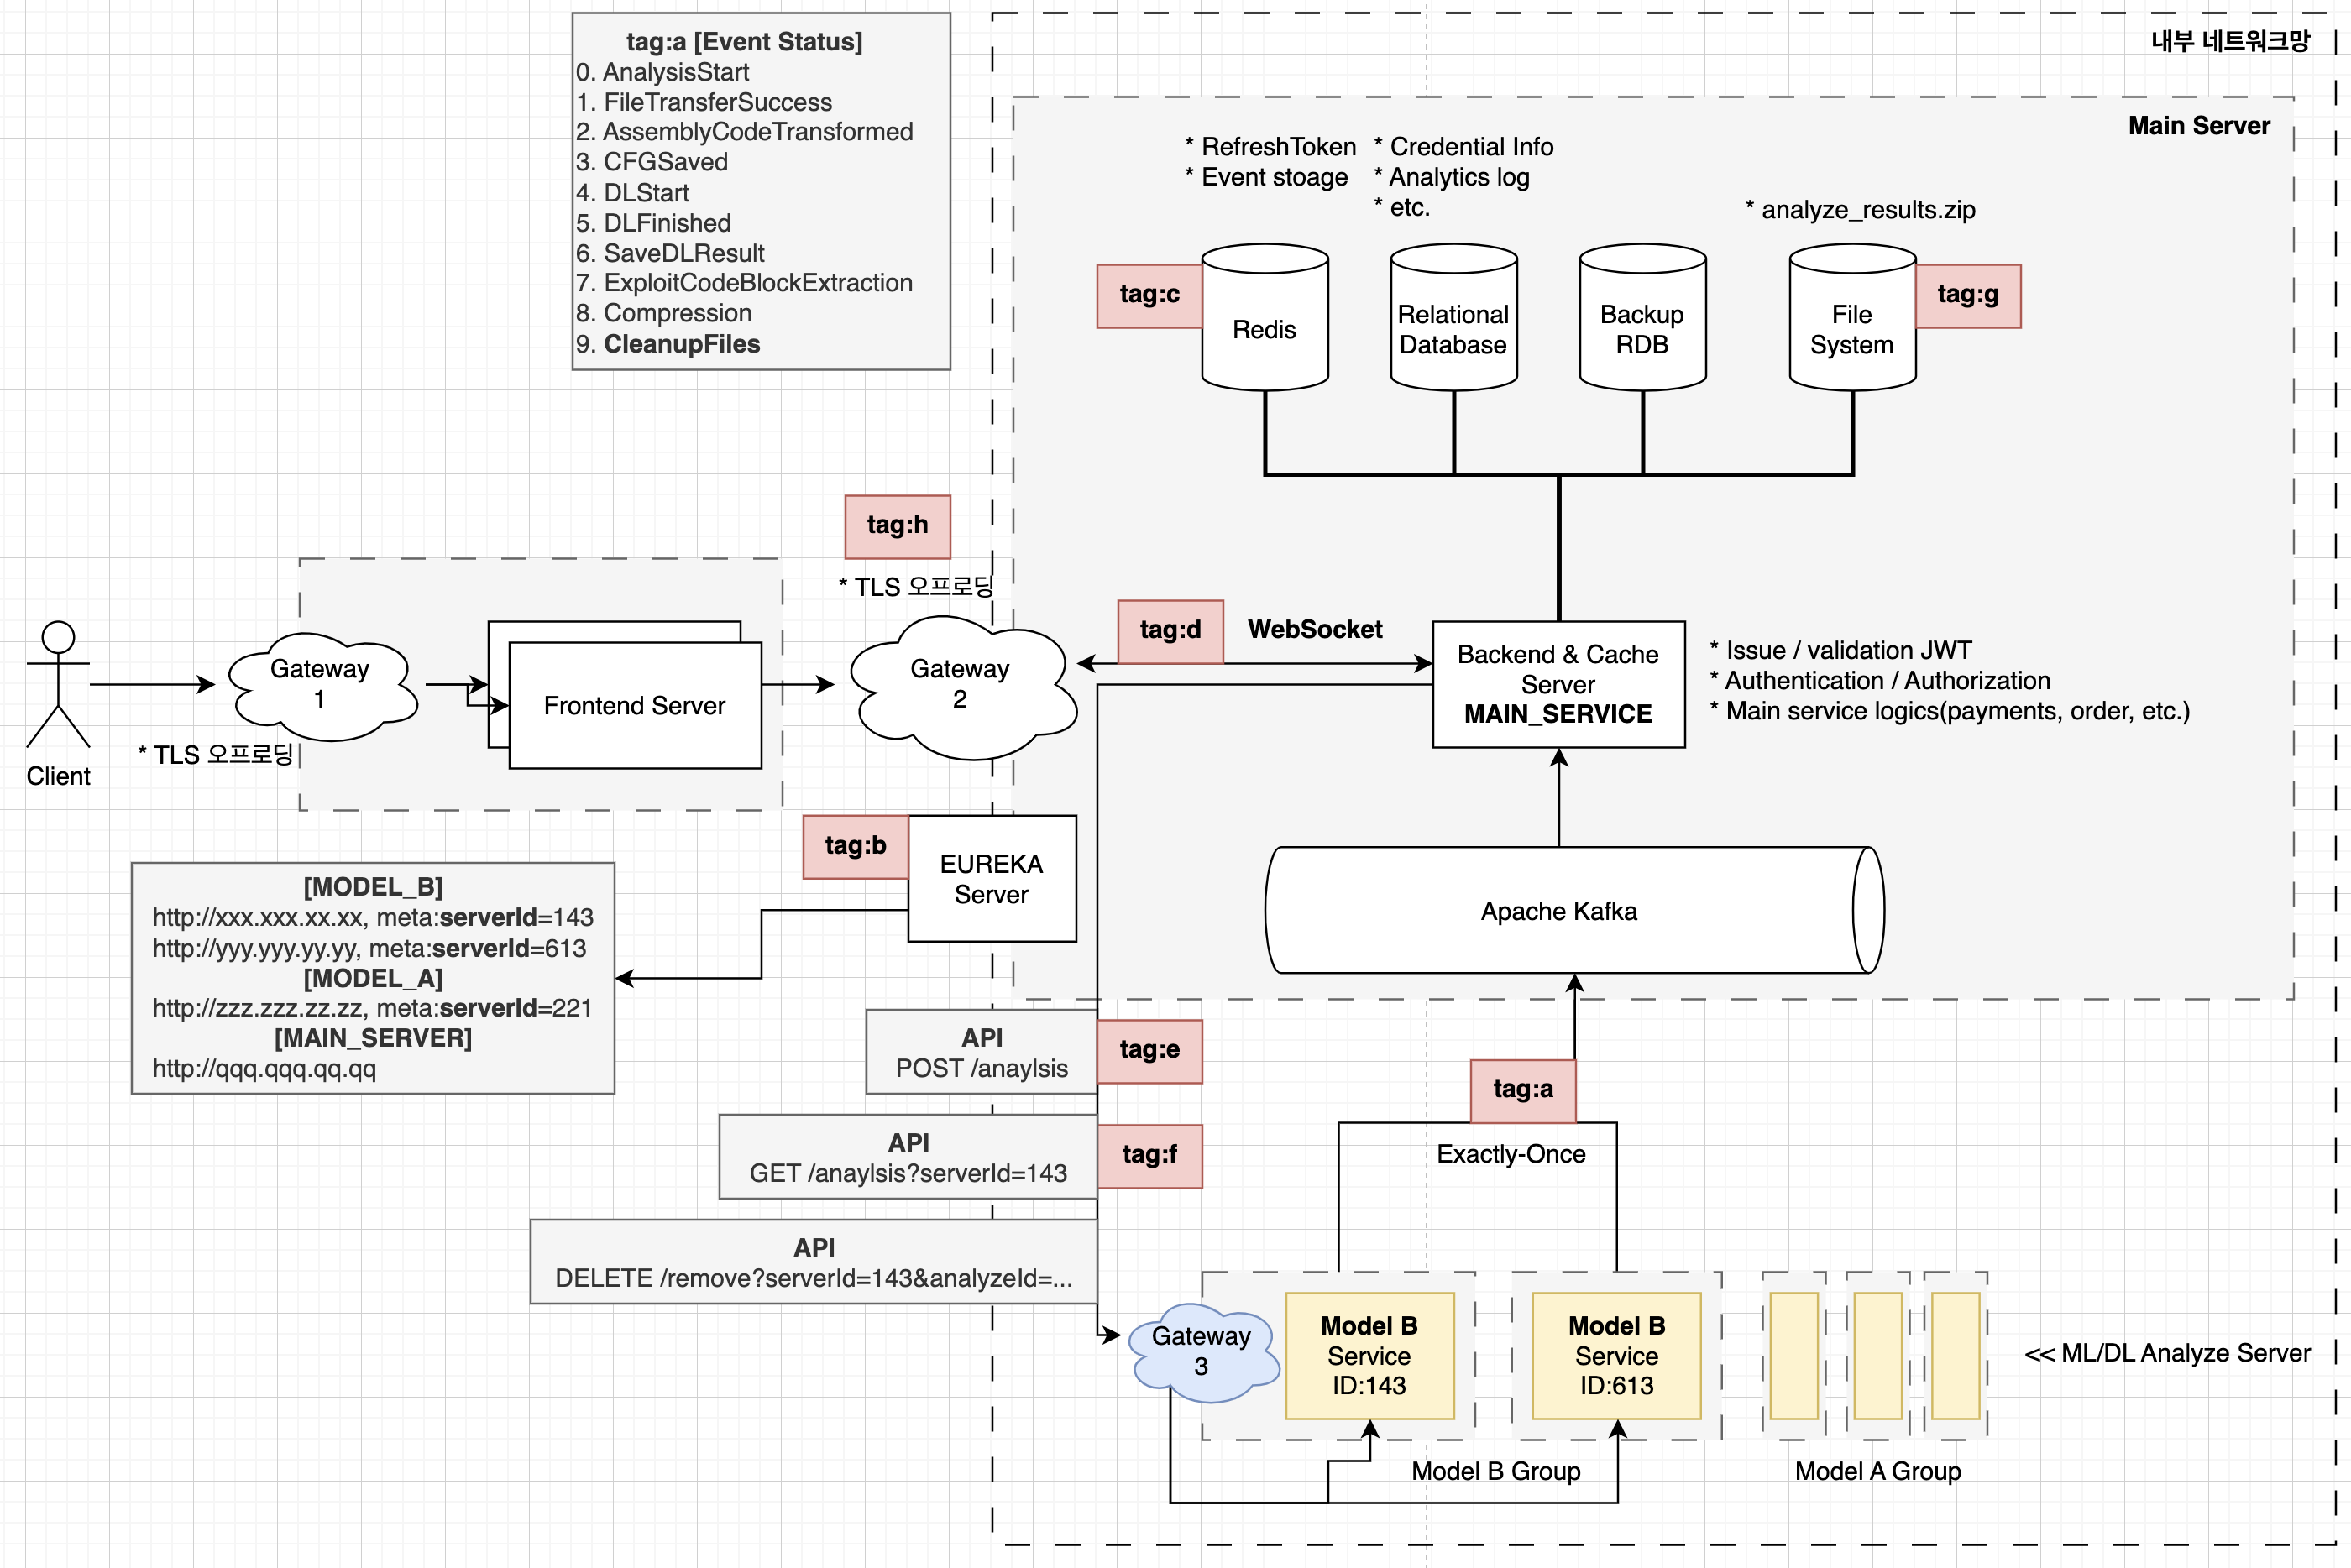 tag:a [Event Status]
0. AnalysisStart
1. FileTransferSuccess
2. AssemblyCodeTransformed
3. CFGSaved
4. DLStart
5. DLFinished
6. SaveDLResult
7. ExploitCodeBlockExtraction
8. Compression
9. CleanupFiles
내부 네트워크망
Main Server
* RefreshToken
* Event stoage
* Credential Info
* Analytics log
* etc.
* analyze_results.zip
tag:c
Redis
Relational
Database
Backup
RDB
File
System
tag:g
tag:h
* TLS 오프로딩
Client
Gateway
1
* TLS 오프로딩
Frontend Server
Gateway
2
tag:d
WebSocket
Backend & Cache
Server
MAIN_SERVICE
* Issue / validation JWT
* Authentication / Authorization
* Main service logics(payments, order, etc.)
tag:b
EUREKA
Server
[MODEL_B]
http://xxx.xxx.xx.xx, meta:serverId=143
http://yyy.yyy.yy.yy, meta:serverId=613
[MODEL_A]
http://zzz.zzz.zz.zz, meta:serverId=221
[MAIN_SERVER]
http://qqq.qqq.qq.qq
Apache Kafka
API
POST /anaylsis
tag:e
API
GET /anaylsis?serverId=143
tag:f
API
DELETE /remove?serverId=143&analyzeId=...
tag:a
Exactly-Once
Gateway
3
Model B
Service
ID:143
Model B
Service
ID:613
<< ML/DL Analyze Server
Model B Group
Model A Group